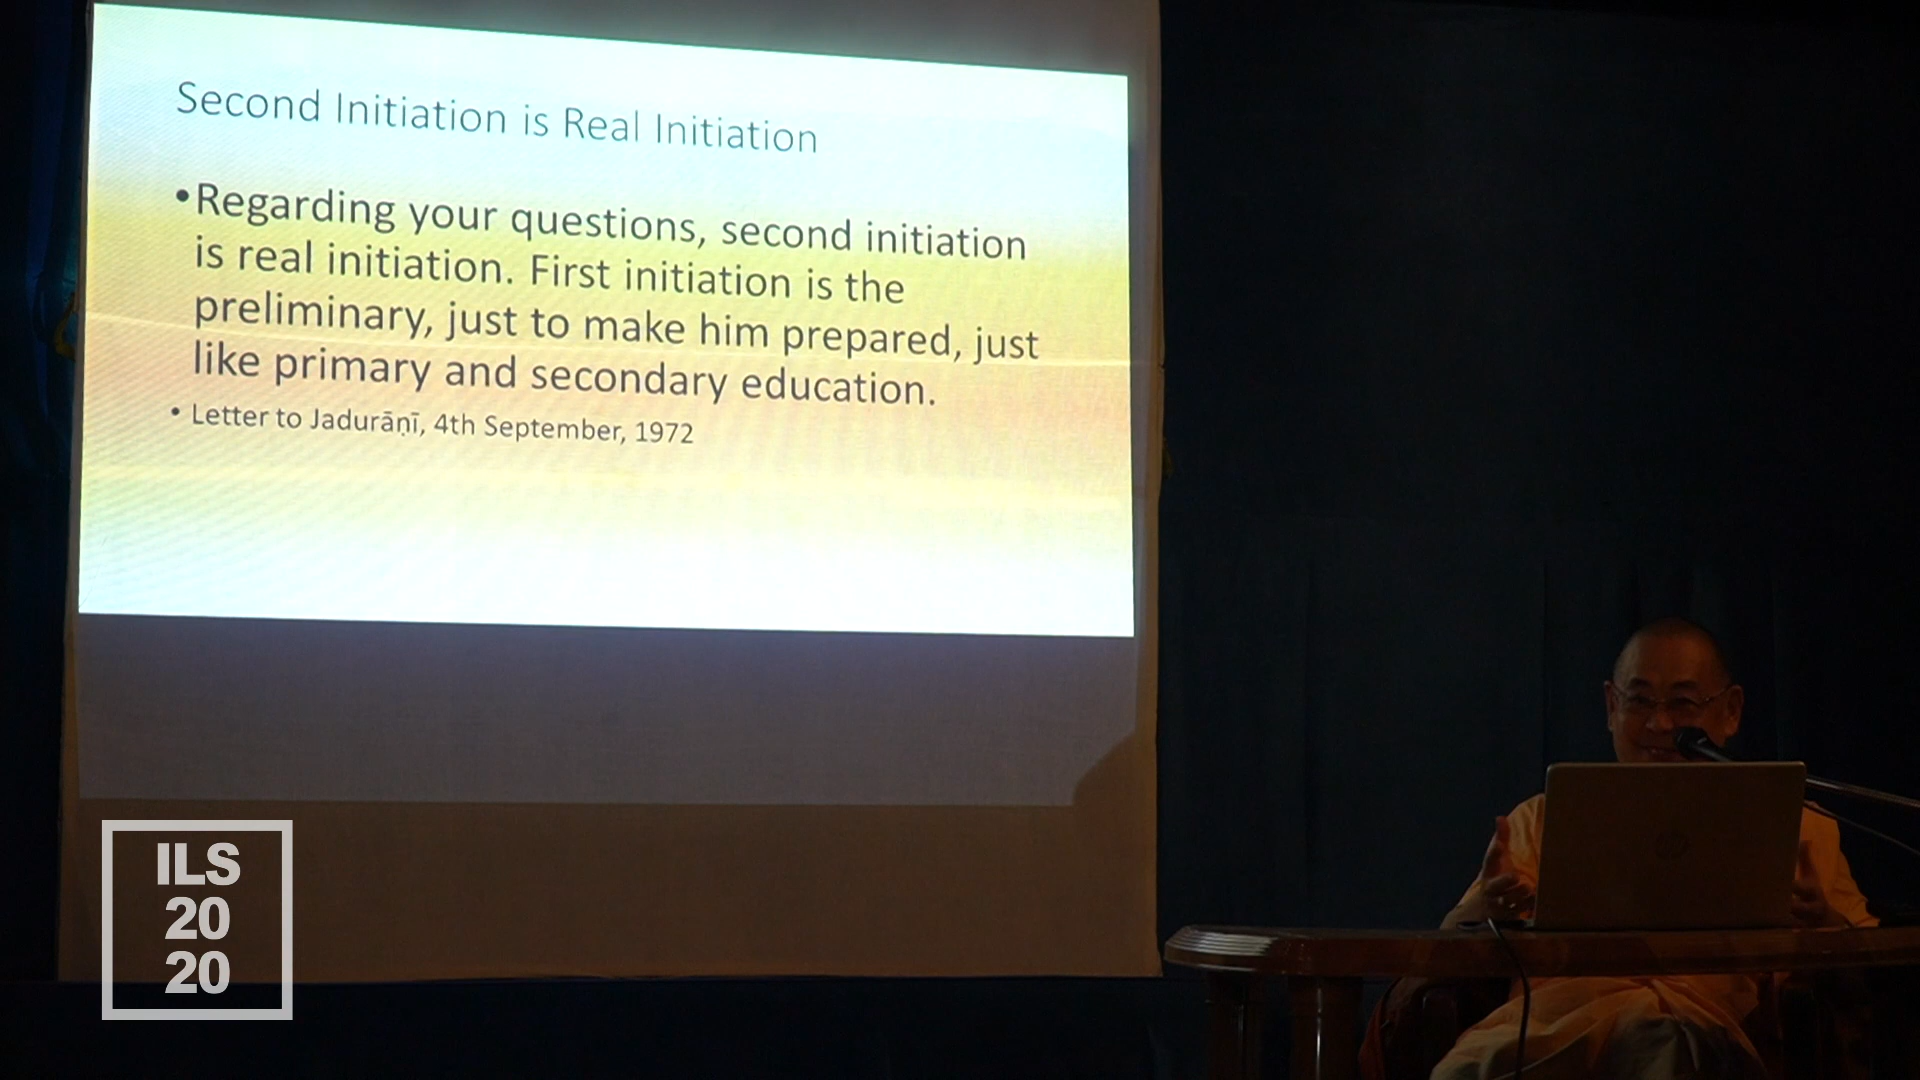 Second Initiation is Real Initiation
•Regarding your questions, second initiation
is real initiation. First initiation is the
preliminary, just to make him prepared, just
like primary and secondary education.
• Letter to Jadurāṇī, 4th September, 1972
ILS
20
20
hp